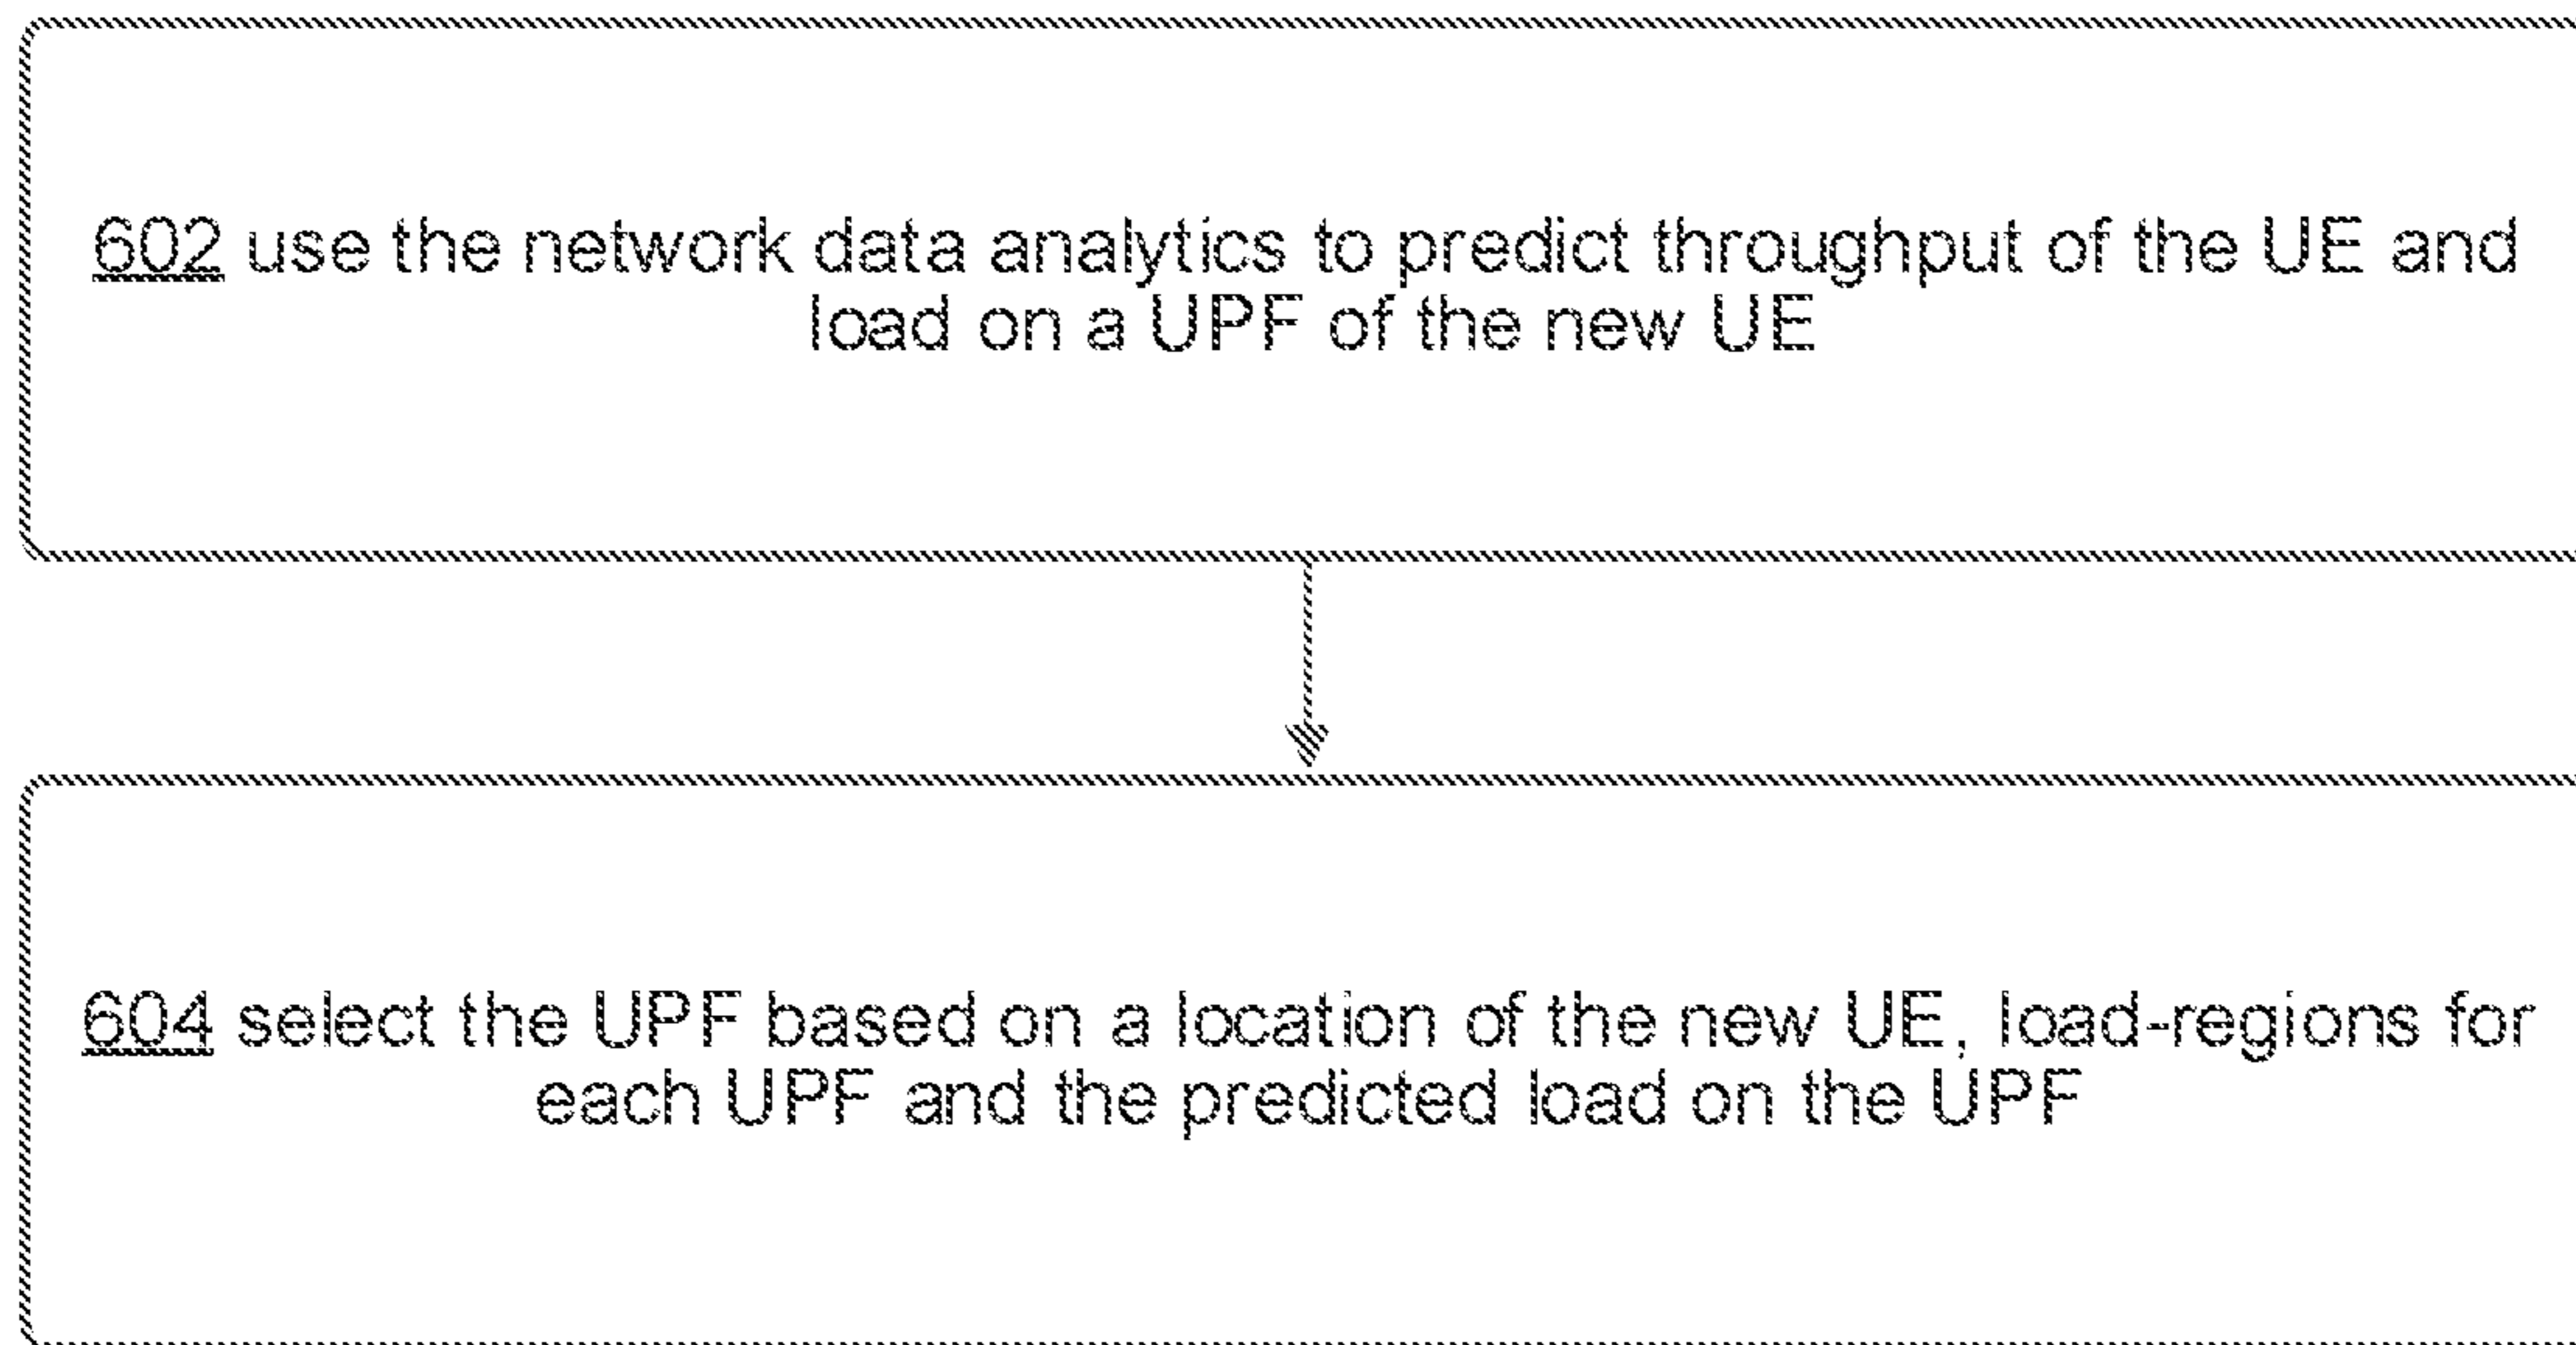 602 use the network data analytics to predict throughput of the UE and
load on a UPF of the new UE
604 select the UPF based on a location of the new UE, load-regions for
each UPF and the predicted load on the UPF